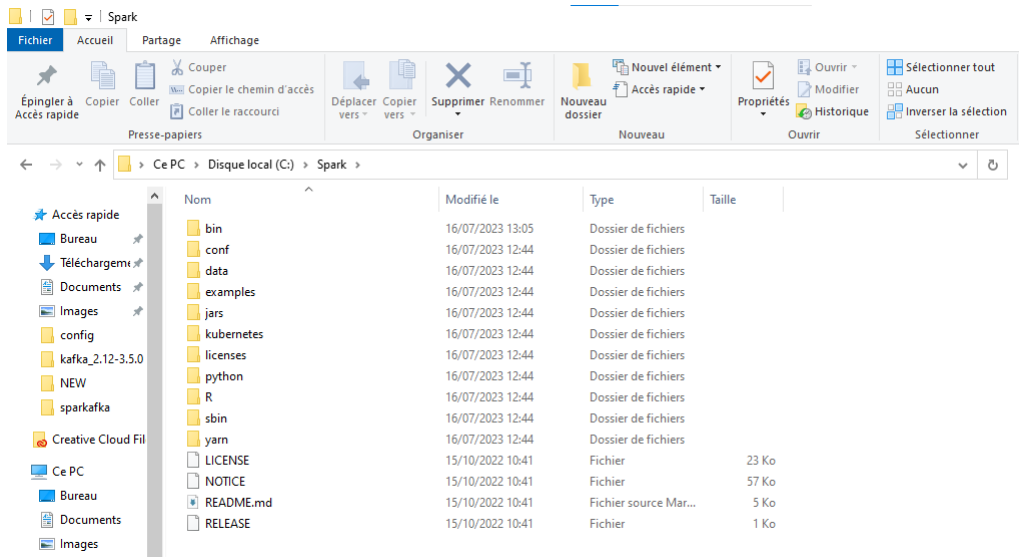 Spark
Fichier Accueil Partage Affichage
Épingler à Accès rapide
Copier
Coller
Couper
Copier le chemin d'accès
Coller le raccourci
Presse-papiers
Déplacer vers
Copier vers
Supprimer
Renommer
Organiser
Nouveau dossier
Nouvel élément
Accès rapide
Nouveau
Propriétés
Ouvrir
Modifier
Historique
Ouvrir
Sélectionner tout
Aucun
Inverser la sélection
Sélectionner
Ce PC > Disque local (C:) > Spark >
Accès rapide
Bureau
Téléchargeme
Documents
Images
config
kafka_2.12-3.5.0
NEW
sparkafka
Creative Cloud Fil
Ce PC
Bureau
Documents
Images
Nom Modifié le Type Taille
bin 16/07/2023 13:05 Dossier de fichiers
conf 16/07/2023 12:44 Dossier de fichiers
data 16/07/2023 12:44 Dossier de fichiers
examples 16/07/2023 12:44 Dossier de fichiers
jars 16/07/2023 12:44 Dossier de fichiers
kubernetes 16/07/2023 12:44 Dossier de fichiers
licenses 16/07/2023 12:44 Dossier de fichiers
python 16/07/2023 12:44 Dossier de fichiers
R 16/07/2023 12:44 Dossier de fichiers
sbin 16/07/2023 12:44 Dossier de fichiers
yarn 16/07/2023 12:44 Dossier de fichiers
LICENSE 15/10/2022 10:41 Fichier 23 Ko
NOTICE 15/10/2022 10:41 Fichier 57 Ko
README.md 15/10/2022 10:41 Fichier source Mar... 5 Ko
RELEASE 15/10/2022 10:41 Fichier 1 Ko